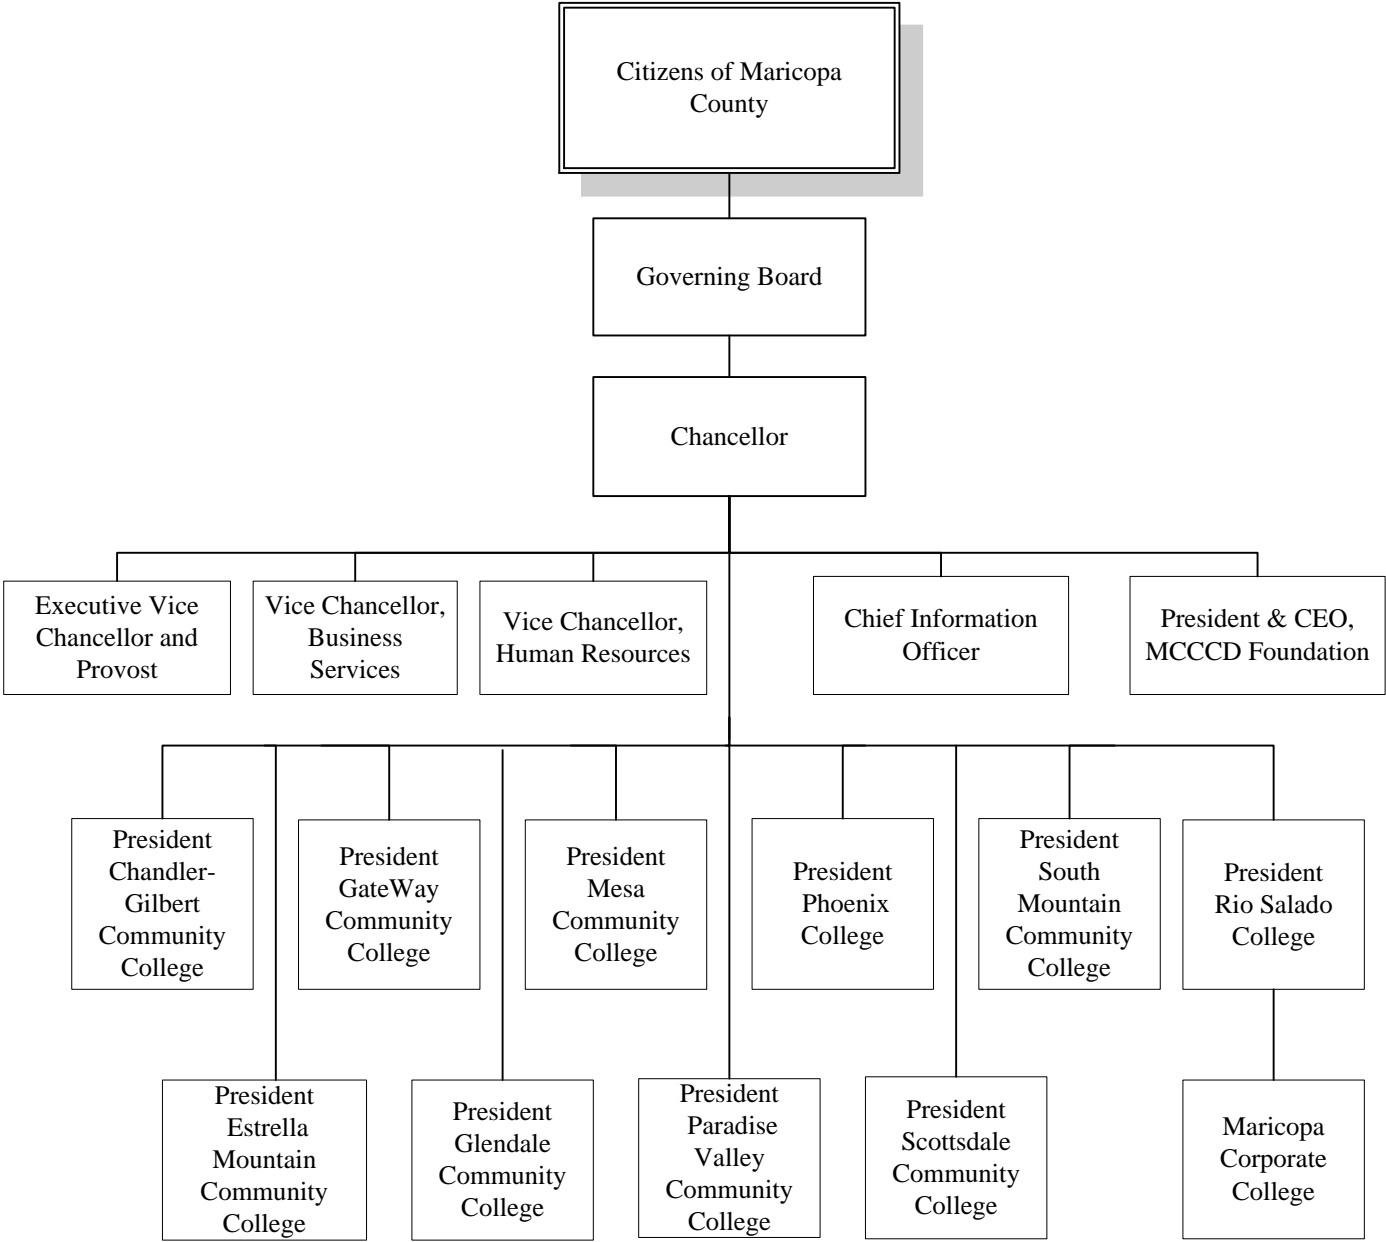 Citizens of Maricopa
County
Governing Board
Chancellor
Executive Vice
Chancellor and
Provost
Vice Chancellor,
Business
Services
Vice Chancellor,
Human Resources
Chief Information
Officer
President & CEO,
MCCCD Foundation
President
Chandler-
Gilbert
Community
College
President
GateWay
Community
College
President
Mesa
Community
College
President
Phoenix
College
President
South
Mountain
Community
College
President
Rio Salado
College
President
Estrella
Mountain
Community
College
President
Glendale
Community
College
President
Paradise
Valley
Community
College
President
Scottsdale
Community
College
Maricopa
Corporate
College